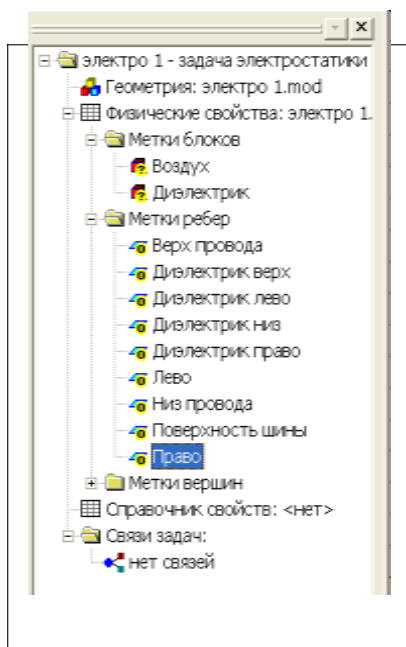 электро 1 - задача электростатики
Геометрия: электро 1.mod
Физические свойства: электро 1.
Метки блоков
Воздух
Диэлектрик
Метки ребер
Верх провода
Диэлектрик верх
Диэлектрик лево
Диэлектрик низ
Диэлектрик право
Лево
Низ провода
Поверхность шины
Право
Метки вершин
Справочник свойств: <нет>
Связи задач:
нет связей